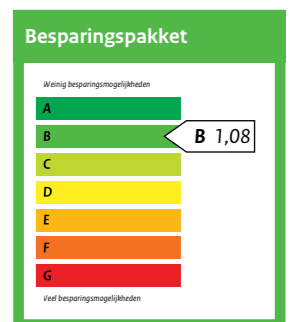 Besparingspakket
Weinig besparingsmogelijkheden
A
B
B 1,08
C
D
E
F
G
Veel besparingsmogelijkheden